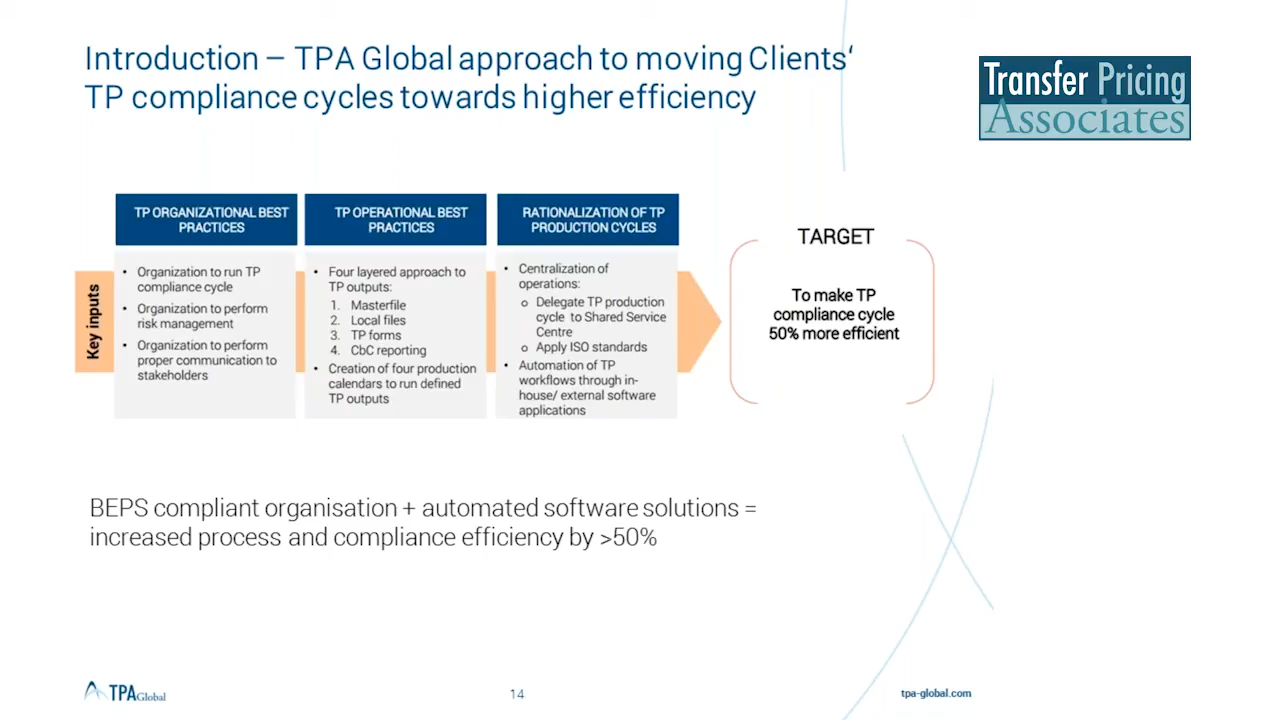 Introduction – TPA Global approach to moving Clients‘
TP compliance cycles towards higher efficiency
Transfer Pricing
Associates
Key inputs
TP ORGANIZATIONAL BEST
PRACTICES
• Organization to run TP
compliance cycle
• Organization to perform
risk management
• Organization to perform
proper communication to
stakeholders
TP OPERATIONAL BEST
PRACTICES
• Four layered approach to
TP outputs:
1. Masterfile
2. Local files
3. TP forms
4. CbC reporting
• Creation of four production
calendars to run defined
TP outputs
RATIONALIZATION OF TP
PRODUCTION CYCLES
• Centralization of
operations:
o Delegate TP production
cycle to Shared Service
Centre
o Apply ISO standards
• Automation of TP
workflows through in-
house/ external software
applications
TARGET
To make TP
compliance cycle
50% more efficient
BEPS compliant organisation + automated software solutions =
increased process and compliance efficiency by >50%
TPA Global
14
tpa-global.com